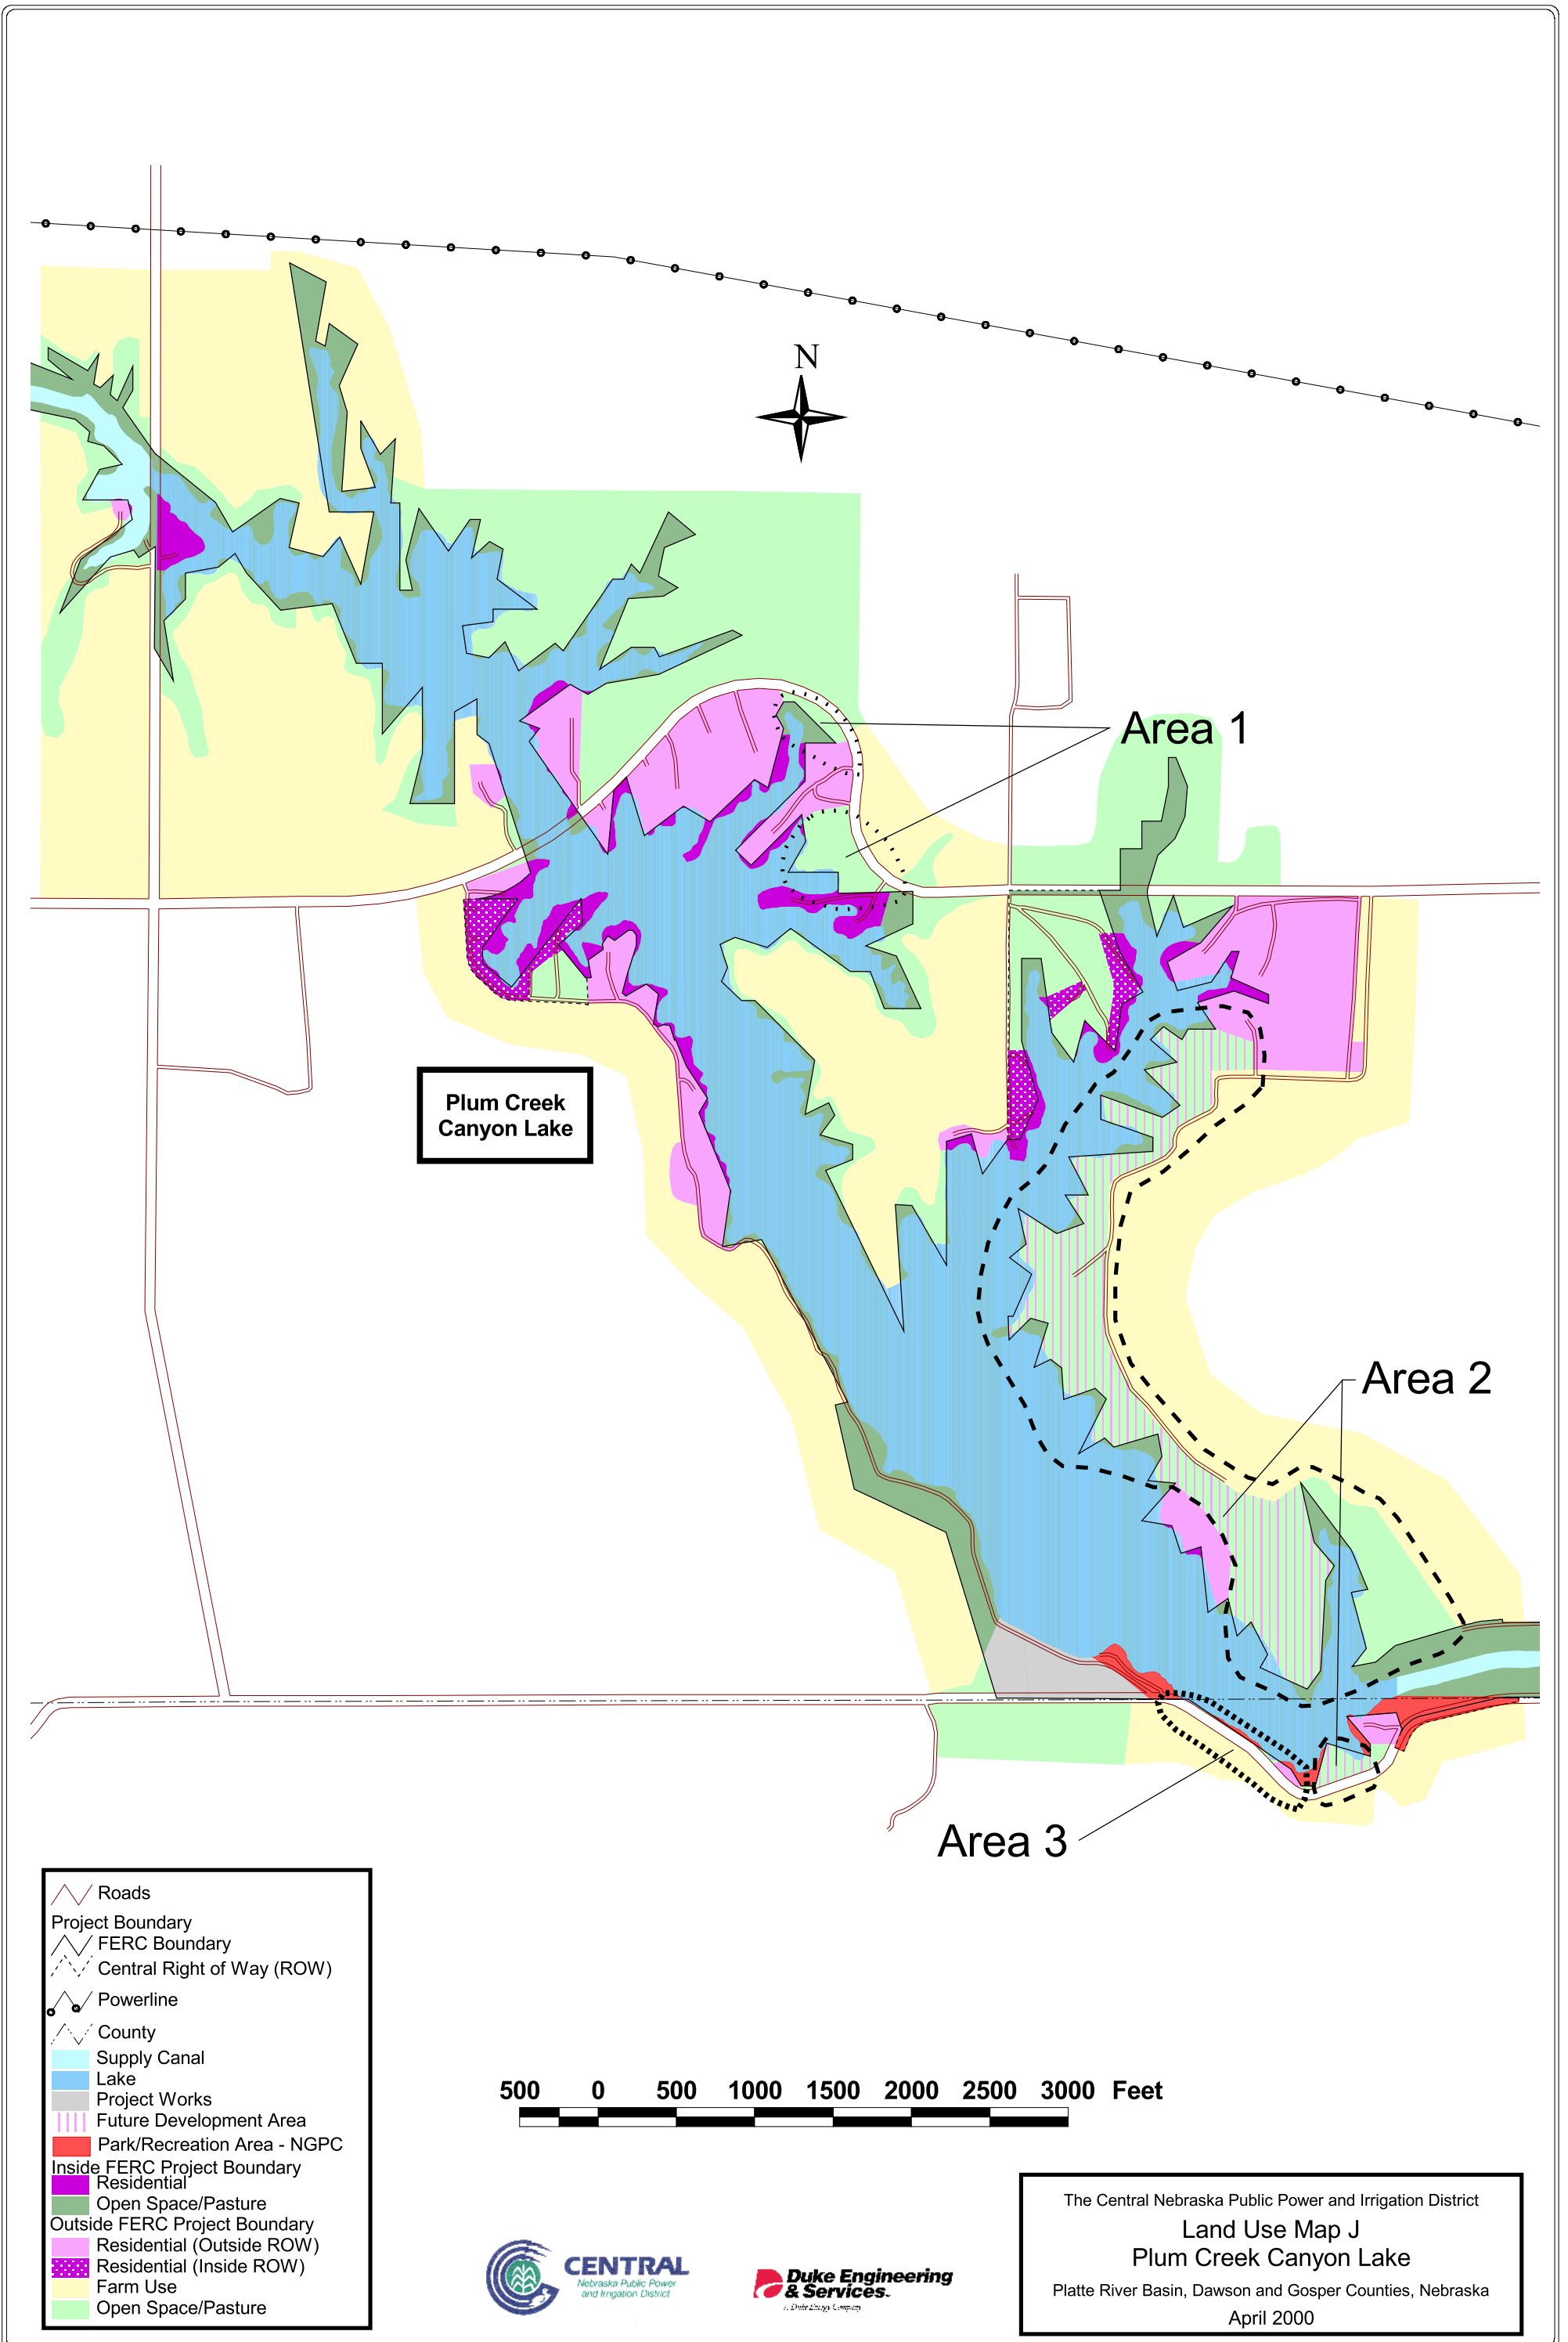 N
Area 1
Plum Creek
Canyon Lake
Area 2
Area 3
Roads
Project Boundary
FERC Boundary
Central Right of Way (ROW)
Powerline
County
Supply Canal
Lake
Project Works
Future Development Area
Park/Recreation Area - NGPC
Inside FERC Project Boundary
Residential
Open Space/Pasture
Outside FERC Project Boundary
Residential (Outside ROW)
Residential (Inside ROW)
Farm Use
Open Space/Pasture
500 0 500 1000 1500 2000 2500 3000 Feet
CENTRAL
Nebraska Public Power
and Irrigation District
Duke Engineering
& Services
A Duke Energy Company
The Central Nebraska Public Power and Irrigation District
Land Use Map J
Plum Creek Canyon Lake
Platte River Basin, Dawson and Gosper Counties, Nebraska
April 2000